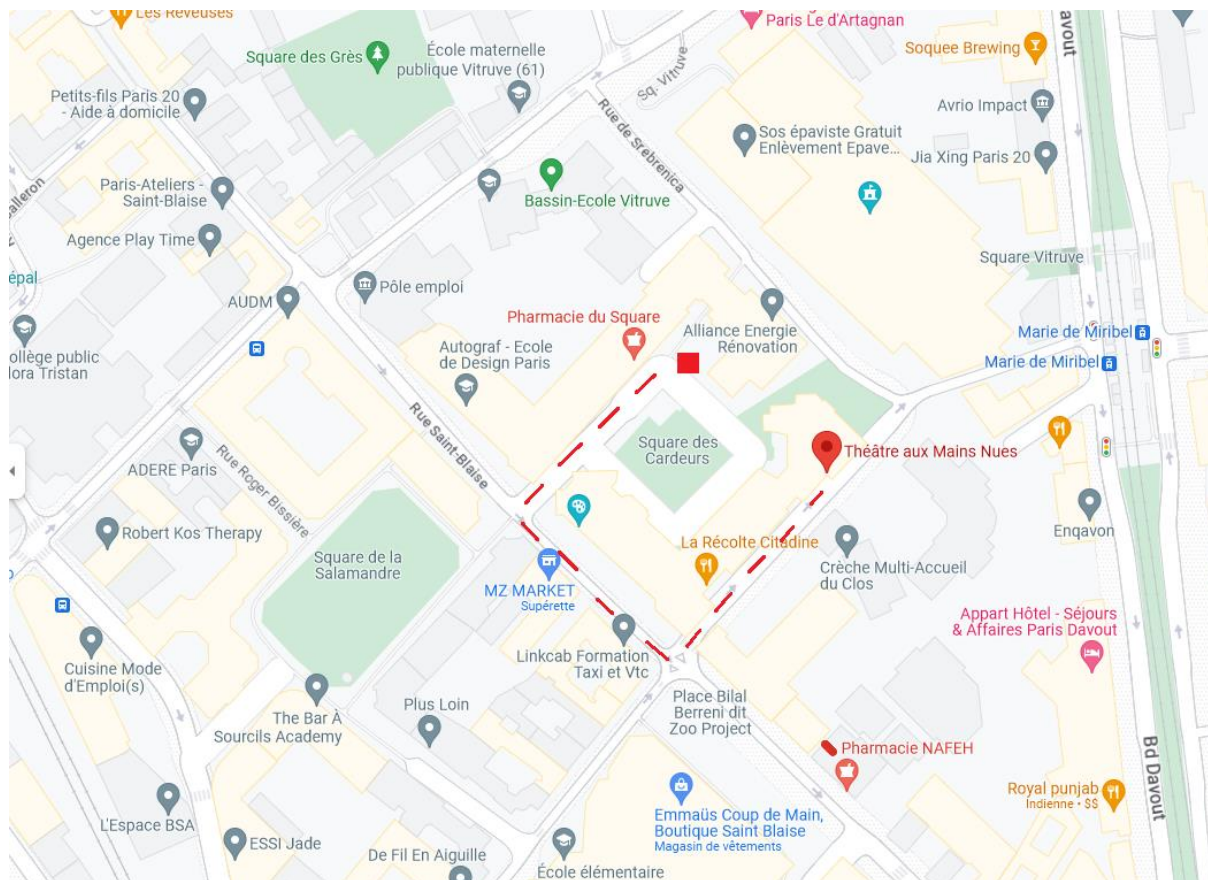 Les Rêveuses
Paris Le d'Artagnan
Square des Grès
École maternelle
publique Vitruve (61)
Sq. Vitruve
Soquee Brewing
Davout
Petits-fils Paris 20
- Aide à domicile
Rue de Srebrenica
Avrio Impact
Sos épaviste Gratuit
Enlèvement Epave...
Jia Xing Paris 20
Paris-Ateliers -
Saint-Blaise
Bassin-Ecole Vitruve
Agence Play Time
Square Vitruve
Pôle emploi
AUDM
Pharmacie du Square
Alliance Energie
Rénovation
Marie de Miribel
Marie de Miribel
Autograf - Ecole
de Design Paris
Rue Saint-Blaise
Square des
Cardeurs
Théâtre aux Mains Nues
ADERE Paris
Rue Roger Bissière
Robert Kos Therapy
Square de la
Salamandre
La Récolte Citadine
Enqavon
Crèche Multi-Accueil
du Clos
MZ MARKET
Supérette
Appart Hôtel - Séjours
& Affaires Paris Davout
Linkcab Formation
Taxi et Vtc
Cuisine Mode
d'Emploi(s)
Place Bilal
Berreni dit
Zoo Project
Plus Loin
The Bar À
Sourcils Academy
Pharmacie NAFEH
Bd Davout
Royal punjab
Indienne • $$
Emmaüs Coup de Main,
Boutique Saint Blaise
Magasin de vêtements
L'Espace BSA
ESSI Jade
De Fil En Aiguille
École élémentaire